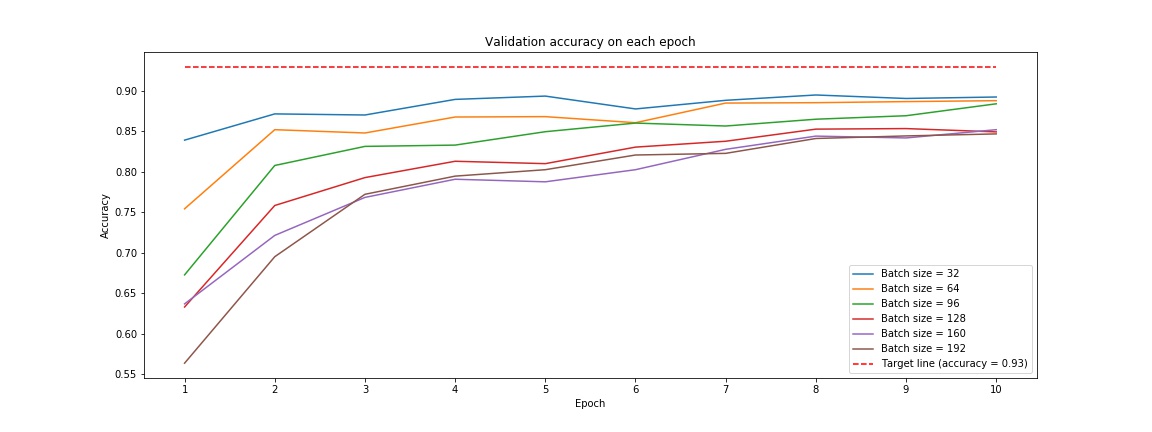 Validation accuracy on each epoch
Accuracy
0.90
0.85
0.80
0.75
0.70
0.65
0.60
0.55
Batch size = 32
Batch size = 64
Batch size = 96
Batch size = 128
Batch size = 160
Batch size = 192
Target line (accuracy = 0.93)
1 2 3 4 5 6 7 8 9 10
Epoch